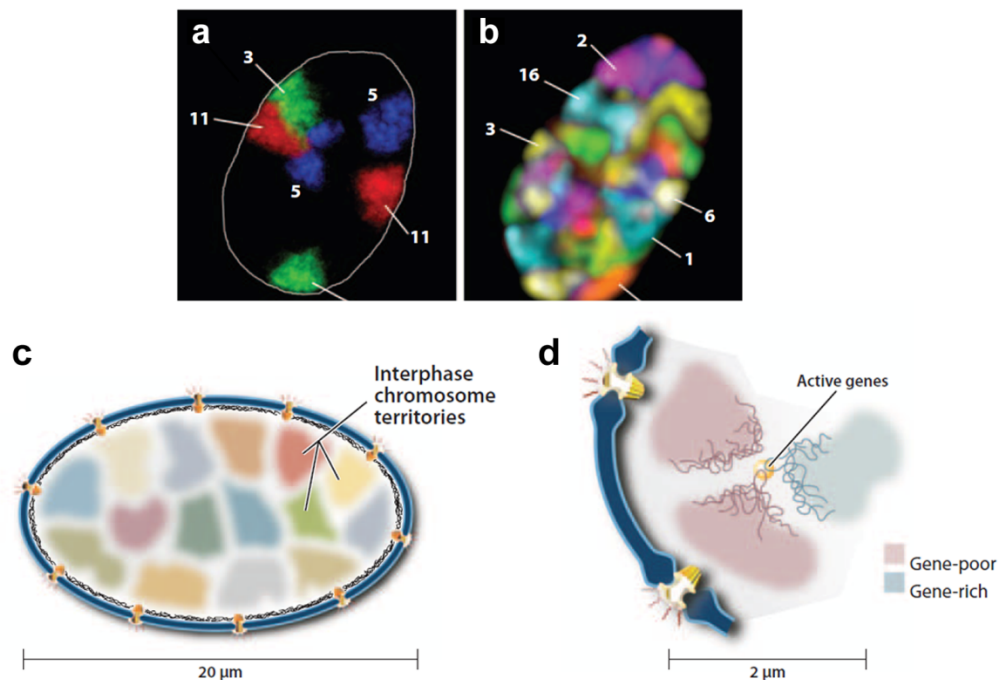 a
3
5
11
5
11
b
2
16
3
6
1
c
Interphase
chromosome
territories
20 μm
d
Active genes
Gene-poor
Gene-rich
2 μm